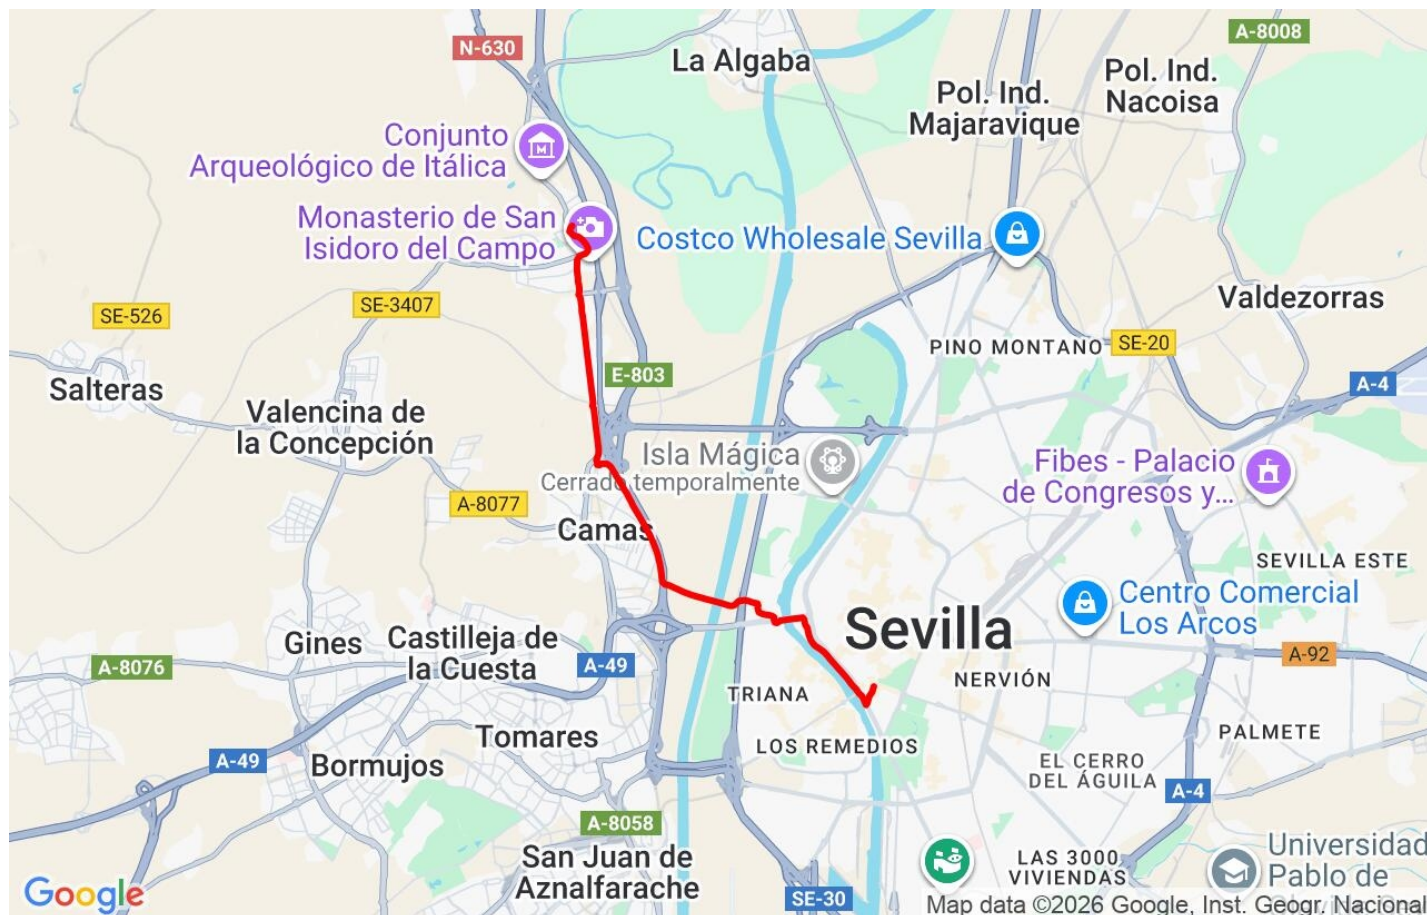 N-630
La Algaba
A-8008
Pol. Ind.
Nacoisa
Pol. Ind.
Majaravique
Conjunto
Arqueológico de Itálica
Monasterio de San
Isidoro del Campo
Costco Wholesale Sevilla
Valdezorras
SE-526
SE-3407
PINO MONTANO
SE-20
Salteras
E-803
A-4
Valencina de
la Concepción
Isla Mágica
Cerrado temporalmente
Fibes - Palacio
de Congresos y...
A-8077
Camas
SEVILLA ESTE
Centro Comercial
Los Arcos
Sevilla
Gines
Castilleja de
la Cuesta
A-8076
A-49
A-92
TRIANA
NERVIÓN
Tomares
LOS REMEDIOS
PALMETE
A-49
Bormujos
EL CERRO
DEL ÁGUILA
A-4
A-8058
San Juan de
Aznalfarache
LAS 3000
VIVIENDAS
Universidad
Pablo de
SE-30
Google
Map data ©2026 Google, Inst. Geogr. Nacional